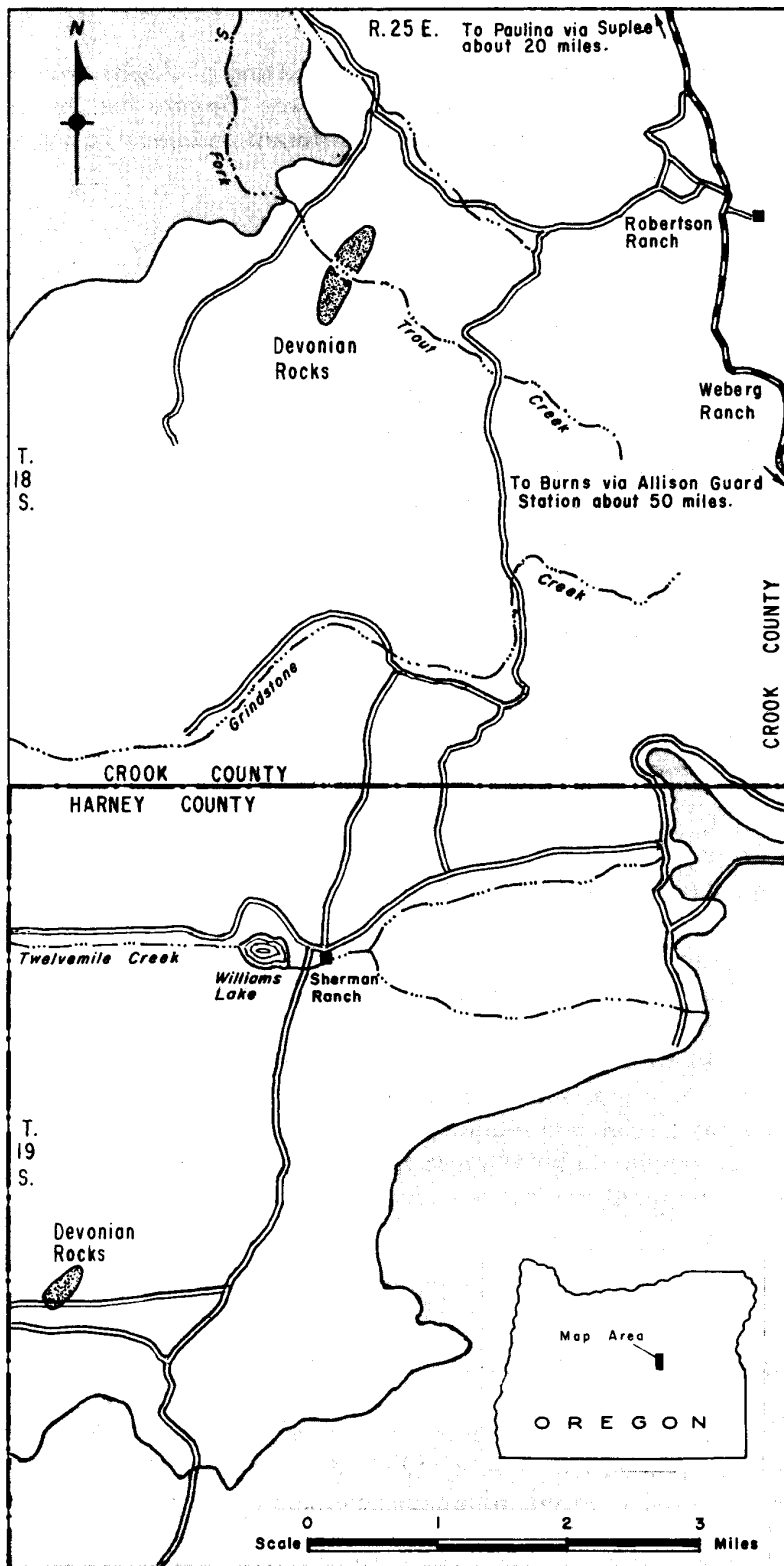 N
R. 25 E.
To Paulina via Suplee
about 20 miles.
S.
Fork
Robertson
Ranch
Devonian
Rocks
Trout
Creek
Weberg
Ranch
T.
18
S.
To Burns via Allison Guard
Station about 50 miles.
Creek
CROOK COUNTY
Grindstone
CROOK COUNTY
HARNEY COUNTY
Twelvemile Creek
Williams
Lake
Sherman
Ranch
T.
19
S.
Devonian
Rocks
Map Area
OREGON
0 1 2 3
Scale Miles